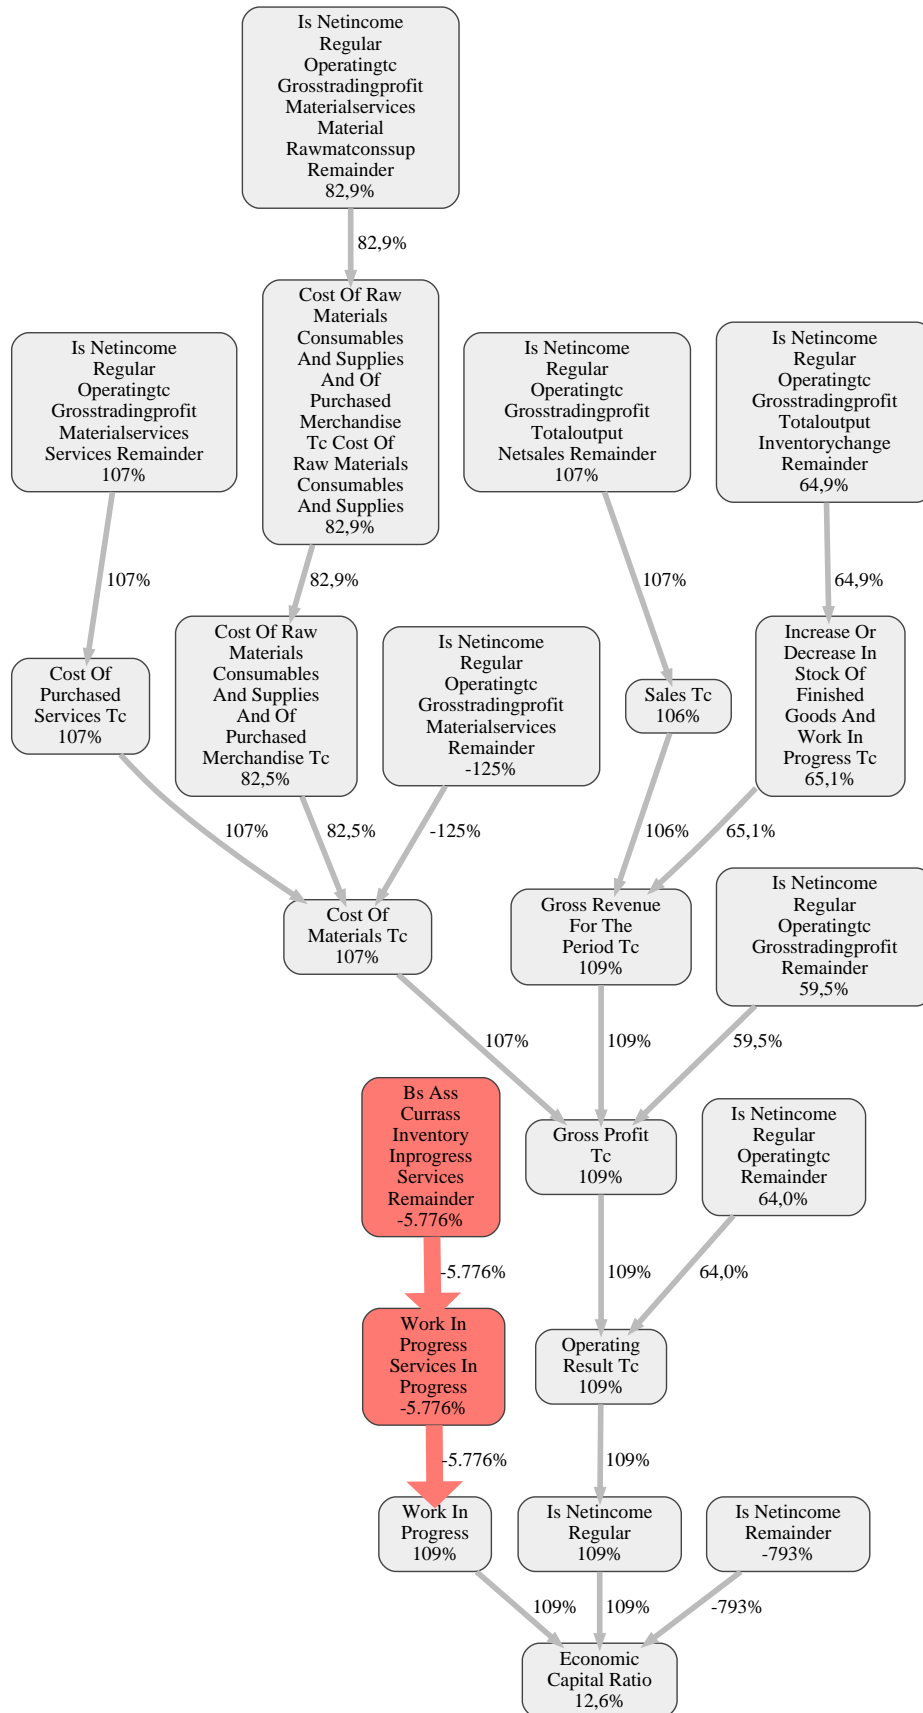 Is Netincome
Regular
Operatingtc
Grosstradingprofit
Materialservices
Material
Rawmatconssup
Remainder
82,9%
82,9%
Cost Of Raw
Materials
Consumables
And Supplies
And Of
Purchased
Merchandise
Tc Cost Of
Raw Materials
Consumables
And Supplies
82,9%
Is Netincome
Regular
Operatingtc
Grosstradingprofit
Materialservices
Services Remainder
107%
Is Netincome
Regular
Operatingtc
Grosstradingprofit
Totaloutput
Netsales Remainder
107%
Is Netincome
Regular
Operatingtc
Grosstradingprofit
Totaloutput
Inventorychange
Remainder
64,9%
107%
82,9%
107%
64,9%
Cost Of
Purchased
Services Tc
107%
Cost Of Raw
Materials
Consumables
And Supplies
And Of
Purchased
Merchandise Tc
82,5%
Is Netincome
Regular
Operatingtc
Grosstradingprofit
Materialservices
Remainder
-125%
Sales Tc
106%
Increase Or
Decrease In
Stock Of
Finished
Goods And
Work In
Progress Tc
65,1%
107%
82,5%
-125%
106%
65,1%
Cost Of
Materials Tc
107%
Gross Revenue
For The
Period Tc
109%
Is Netincome
Regular
Operatingtc
Grosstradingprofit
Remainder
59,5%
107%
109%
59,5%
Bs Ass
Currass
Inventory
Inprogress
Services
Remainder
-5.776%
Gross Profit
Tc
109%
Is Netincome
Regular
Operatingtc
Remainder
64,0%
-5.776%
109%
64,0%
Work In
Progress
Services In
Progress
-5.776%
Operating
Result Tc
109%
-5.776%
109%
Work In
Progress
109%
Is Netincome
Regular
109%
Is Netincome
Remainder
-793%
109%
109%
-793%
Economic
Capital Ratio
12,6%